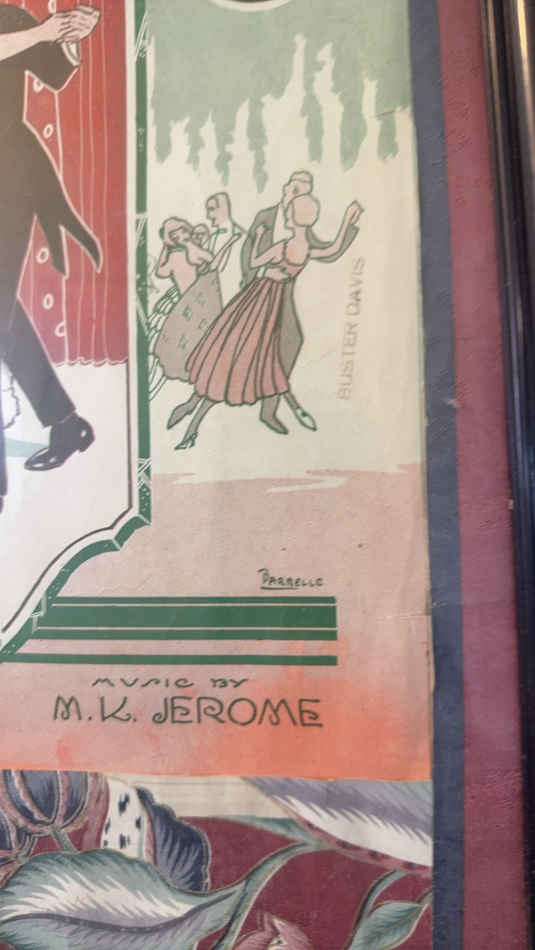 BUSTER DAVIS
BARBELLE
MUSIC BY
M.K. JEROME